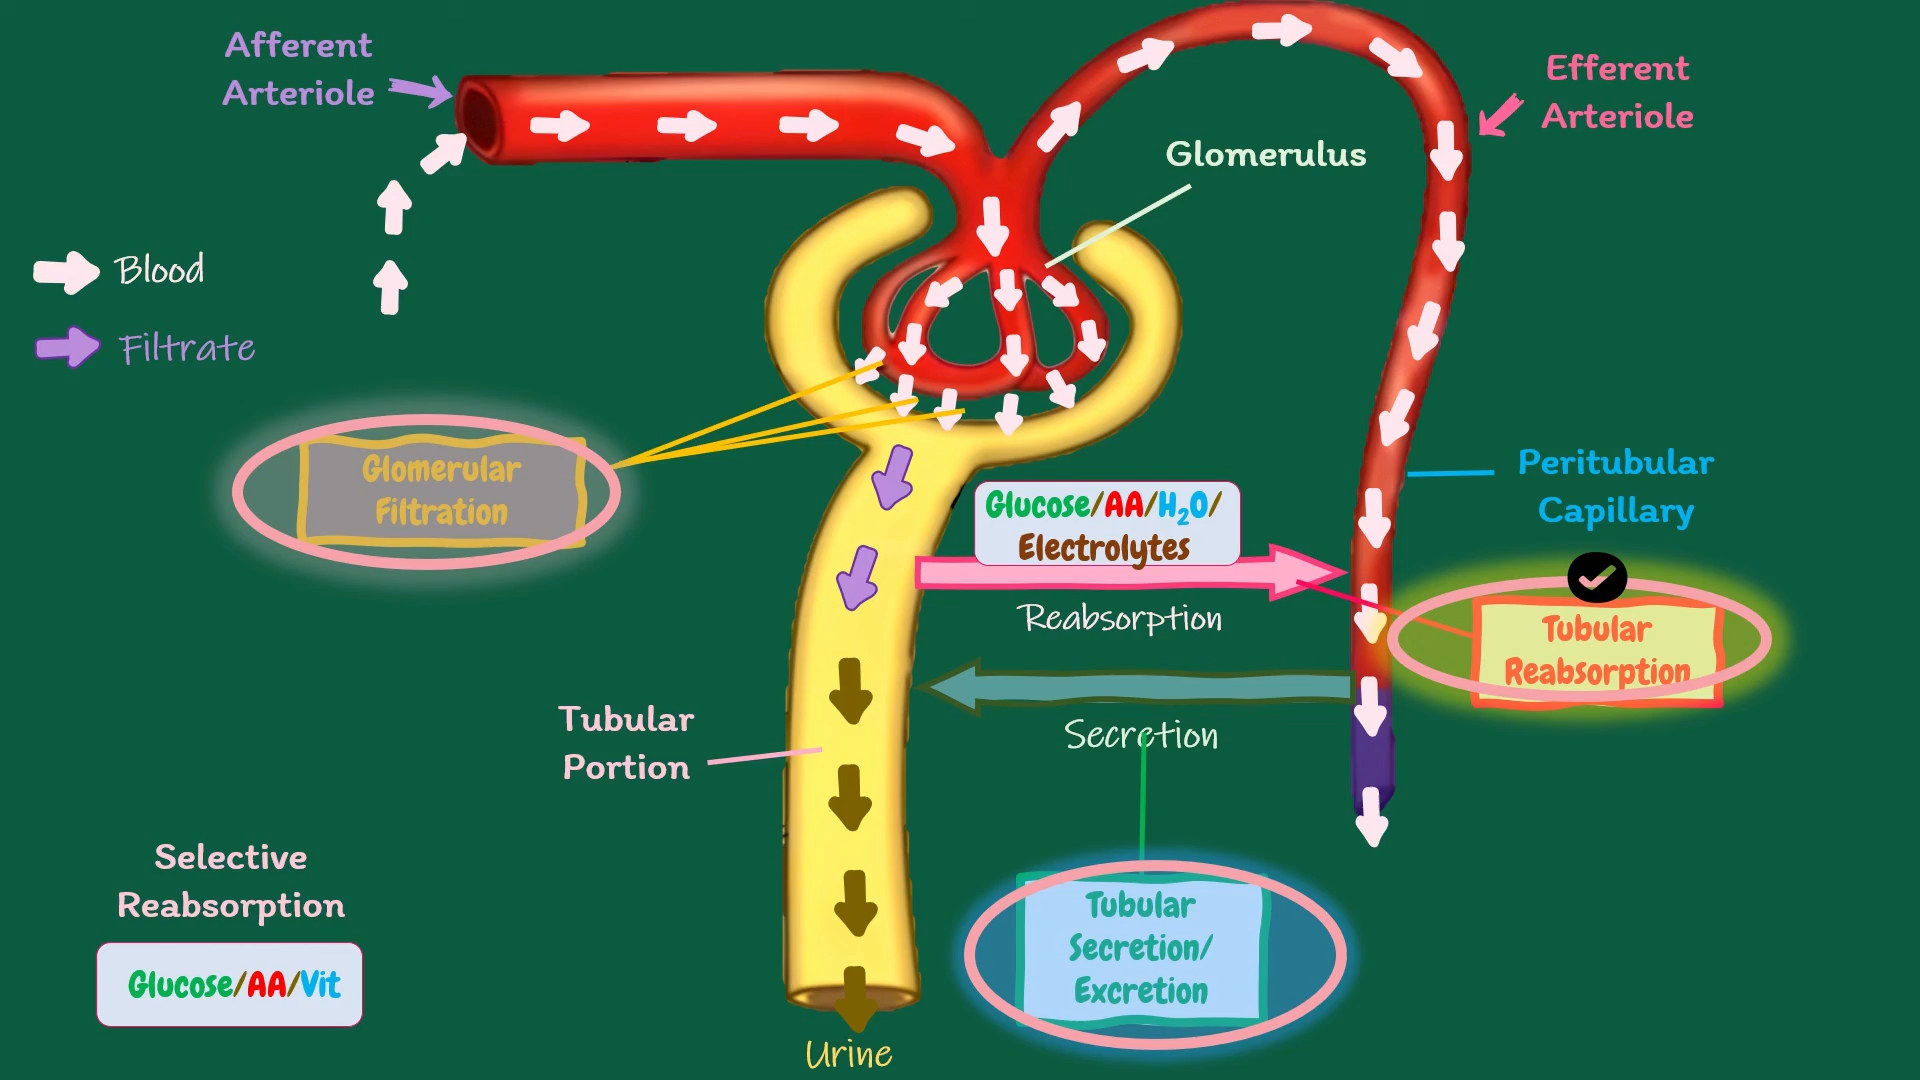 Afferent
Arteriole
Efferent
Arteriole
Glomerulus
Blood
Filtrate
Glomerular
Filtration
Peritubular
Capillary
Glucose/AA/H₂O/
Electrolytes
Reabsorption
Tubular
Reabsorption
Secretion
Tubular
Portion
Selective
Reabsorption
Glucose/AA/Vit
Tubular
Secretion/
Excretion
Urine